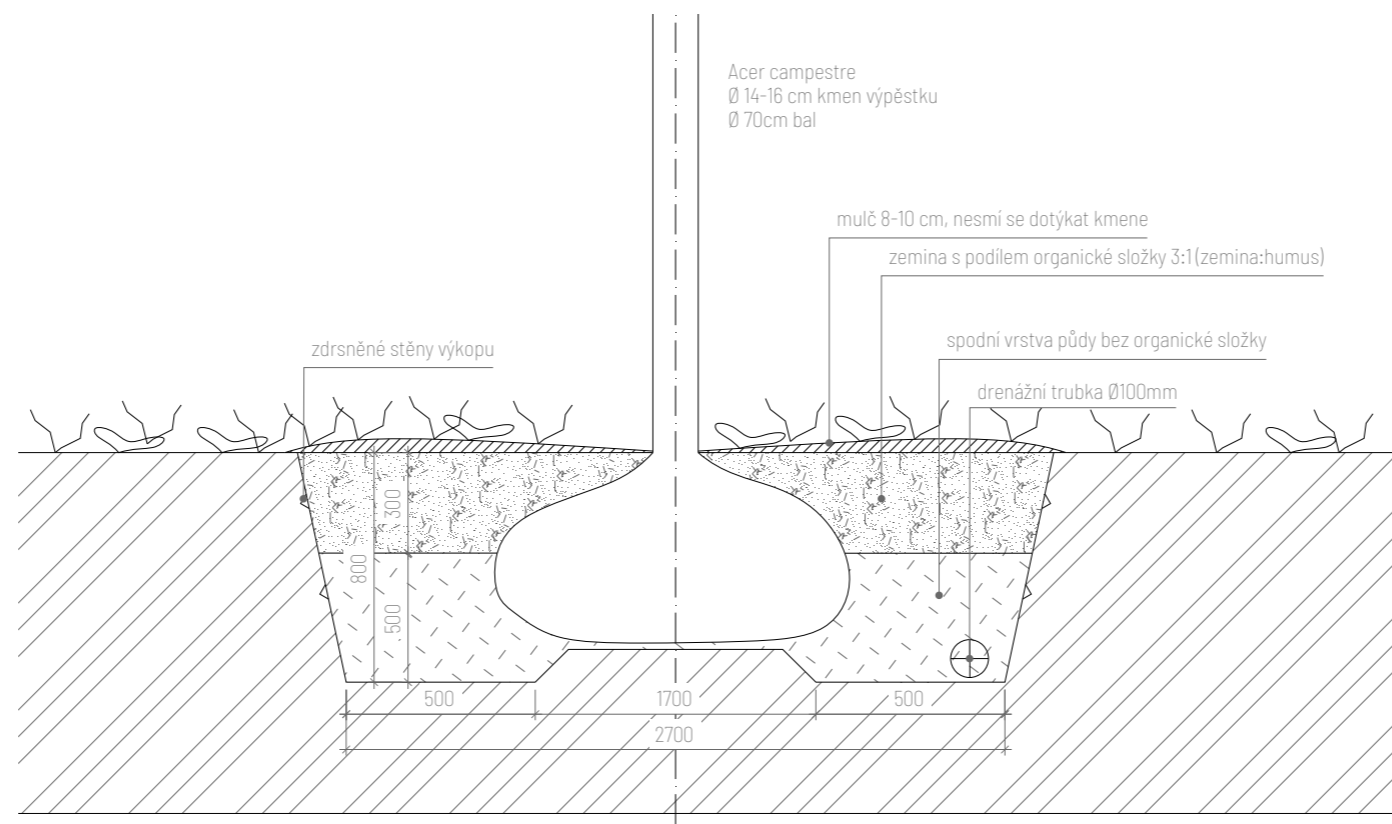 Acer campestre
Ø 14-16 cm kmen výpěstku
Ø 70cm bal
mulč 8-10 cm, nesmí se dotýkat kmene
zemina s podílem organické složky 3:1 (zemina:humus)
spodní vrstva půdy bez organické složky
zdrsněné stěny výkopu
drenážní trubka Ø100mm
300
800
500
500
1700
500
2700